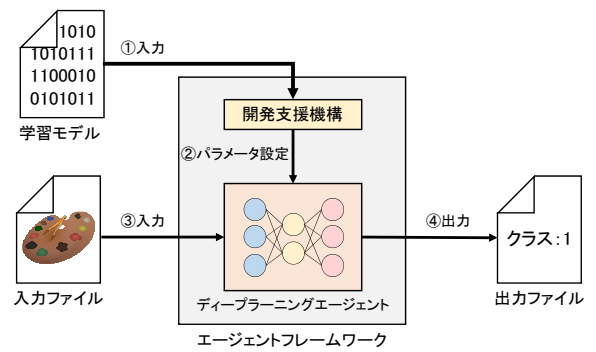 1010
1010111
1100010
0101011
学習モデル
①入力
開発支援機構
②パラメータ設定
③入力
④出力
クラス:1
入力ファイル
ディープラーニングエージェント
出力ファイル
エージェントフレームワーク